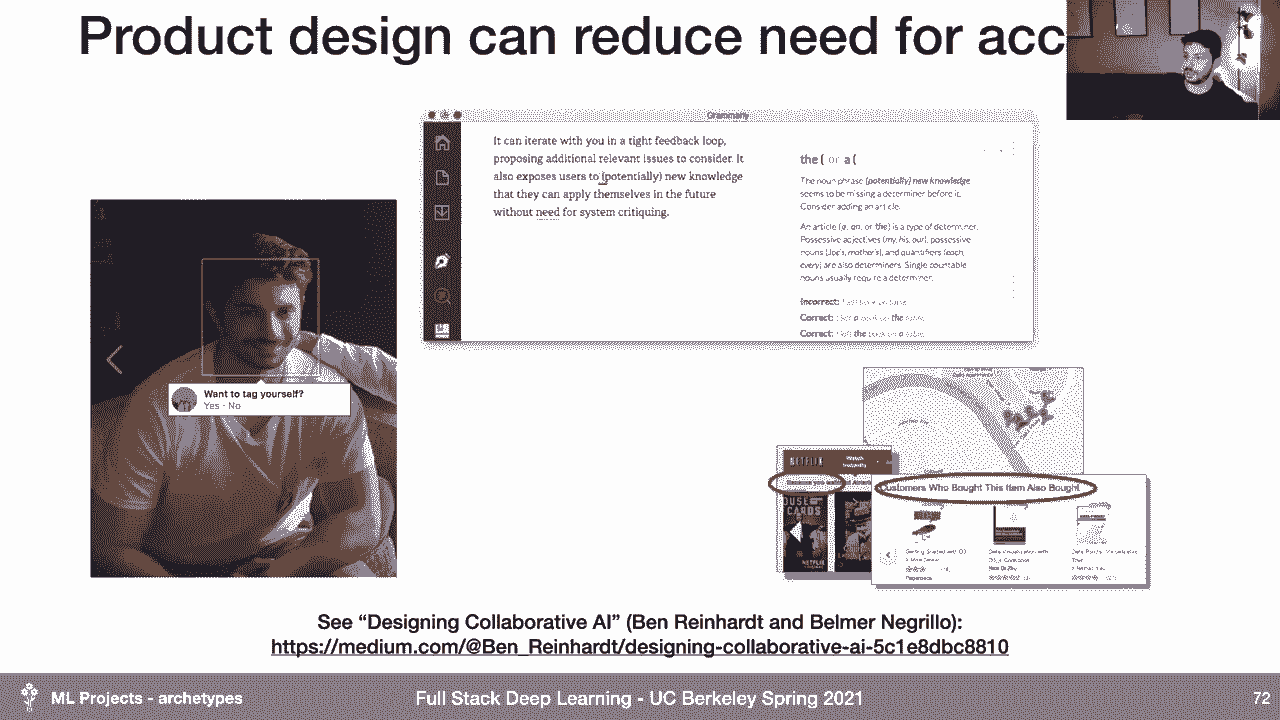 Product design can reduce need for acc
Grammarly
It can iterate with you in a tight feedback loop,
proposing additional relevant issues to consider. It
also exposes users to (potentially) new knowledge
that they can apply themselves in the future
without need for system critiquing.
the ( or a (
The noun phrase (potentially) new knowledge
seems to be missing a determiner before it.
Consider adding an article.
An article (a, an, or the) is a type of determiner.
Possessive adjectives (my, his, our), possessive
nouns (Joe's, mother's), and quantifiers (each,
every) are also determiners. Single countable
nouns usually require a determiner.
Incorrect:
Correct:
Correct:
Want to tag yourself?
Yes · No
NETFLIX
Customers Who Bought This Item Also Bought
CARDS
NETFLIX
See “Designing Collaborative AI” (Ben Reinhardt and Belmer Negrillo):
https://medium.com/@Ben_Reinhardt/designing-collaborative-ai-5c1e8dbc8810
ML Projects - archetypes
Full Stack Deep Learning - UC Berkeley Spring 2021
72